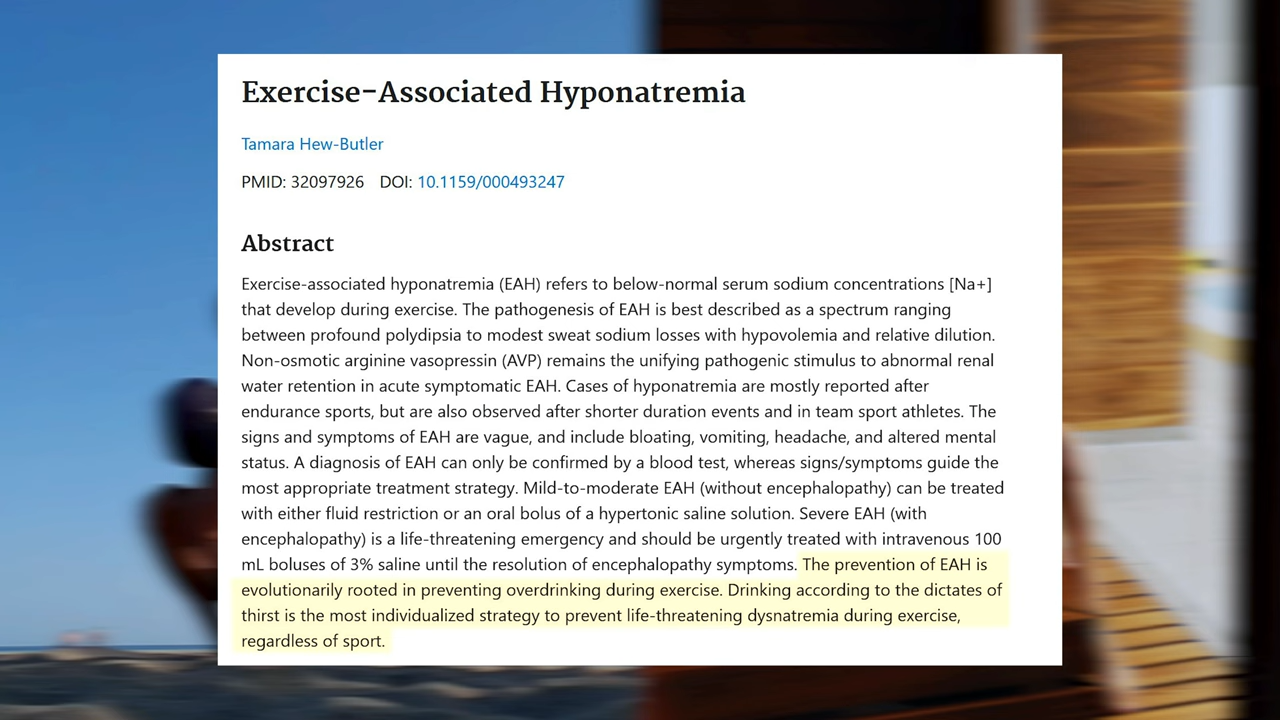 Exercise-Associated Hyponatremia
Tamara Hew-Butler
PMID: 32097926 DOI: 10.1159/000493247
Abstract
Exercise-associated hyponatremia (EAH) refers to below-normal serum sodium concentrations [Na+]
that develop during exercise. The pathogenesis of EAH is best described as a spectrum ranging
between profound polydipsia to modest sweat sodium losses with hypovolemia and relative dilution.
Non-osmotic arginine vasopressin (AVP) remains the unifying pathogenic stimulus to abnormal renal
water retention in acute symptomatic EAH. Cases of hyponatremia are mostly reported after
endurance sports, but are also observed after shorter duration events and in team sport athletes. The
signs and symptoms of EAH are vague, and include bloating, vomiting, headache, and altered mental
status. A diagnosis of EAH can only be confirmed by a blood test, whereas signs/symptoms guide the
most appropriate treatment strategy. Mild-to-moderate EAH (without encephalopathy) can be treated
with either fluid restriction or an oral bolus of a hypertonic saline solution. Severe EAH (with
encephalopathy) is a life-threatening emergency and should be urgently treated with intravenous 100
mL boluses of 3% saline until the resolution of encephalopathy symptoms. The prevention of EAH is
evolutionarily rooted in preventing overdrinking during exercise. Drinking according to the dictates of
thirst is the most individualized strategy to prevent life-threatening dysnatremia during exercise,
regardless of sport.